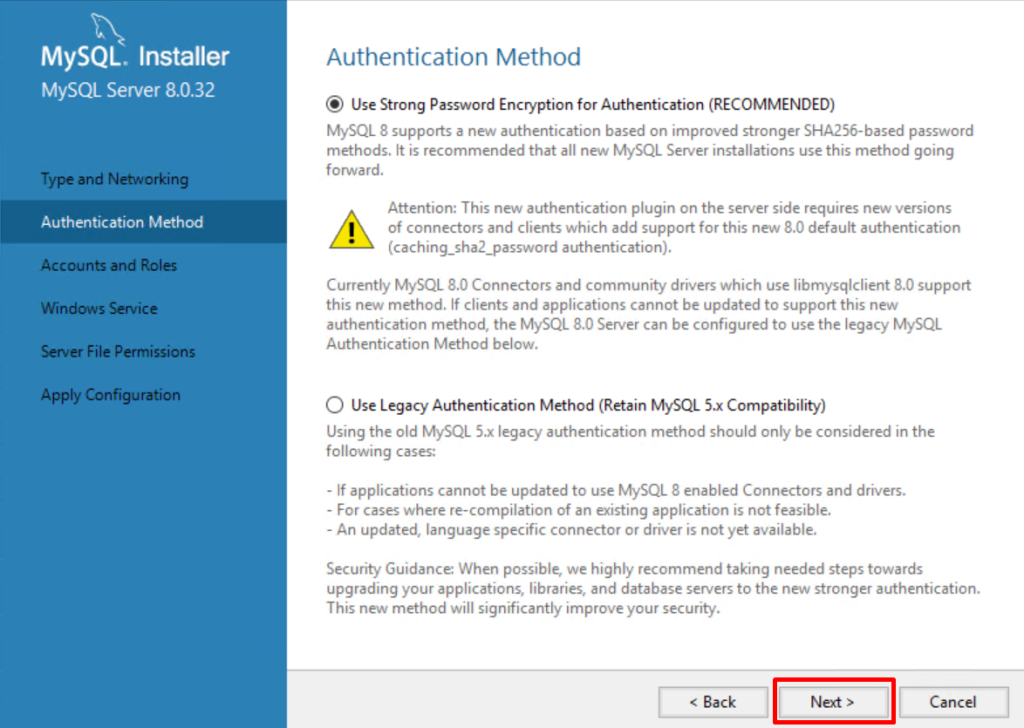 MySQL. Installer
MySQL Server 8.0.32
Type and Networking
Authentication Method
Accounts and Roles
Windows Service
Server File Permissions
Apply Configuration
Authentication Method
Use Strong Password Encryption for Authentication (RECOMMENDED)
MySQL 8 supports a new authentication based on improved stronger SHA256-based password
methods. It is recommended that all new MySQL Server installations use this method going
forward.
Attention: This new authentication plugin on the server side requires new versions
of connectors and clients which add support for this new 8.0 default authentication
(caching_sha2_password authentication).
Currently MySQL 8.0 Connectors and community drivers which use libmysqlclient 8.0 support
this new method. If clients and applications cannot be updated to support this new
authentication method, the MySQL 8.0 Server can be configured to use the legacy MySQL
Authentication Method below.
Use Legacy Authentication Method (Retain MySQL 5.x Compatibility)
Using the old MySQL 5.x legacy authentication method should only be considered in the
following cases:
- If applications cannot be updated to use MySQL 8 enabled Connectors and drivers.
- For cases where re-compilation of an existing application is not feasible.
- An updated, language specific connector or driver is not yet available.
Security Guidance: When possible, we highly recommend taking needed steps towards
upgrading your applications, libraries, and database servers to the new stronger authentication.
This new method will significantly improve your security.
< Back
Next >
Cancel